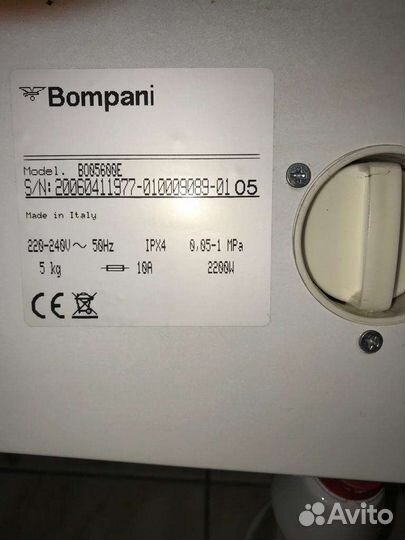 Bompani
Model. BO05600E
S/N: 20060411977-010009089-01 05
Made in Italy
220-240V ~ 50Hz IPX4 0,05-1 MPa
5 kg 10A 2200W
CE
Avito